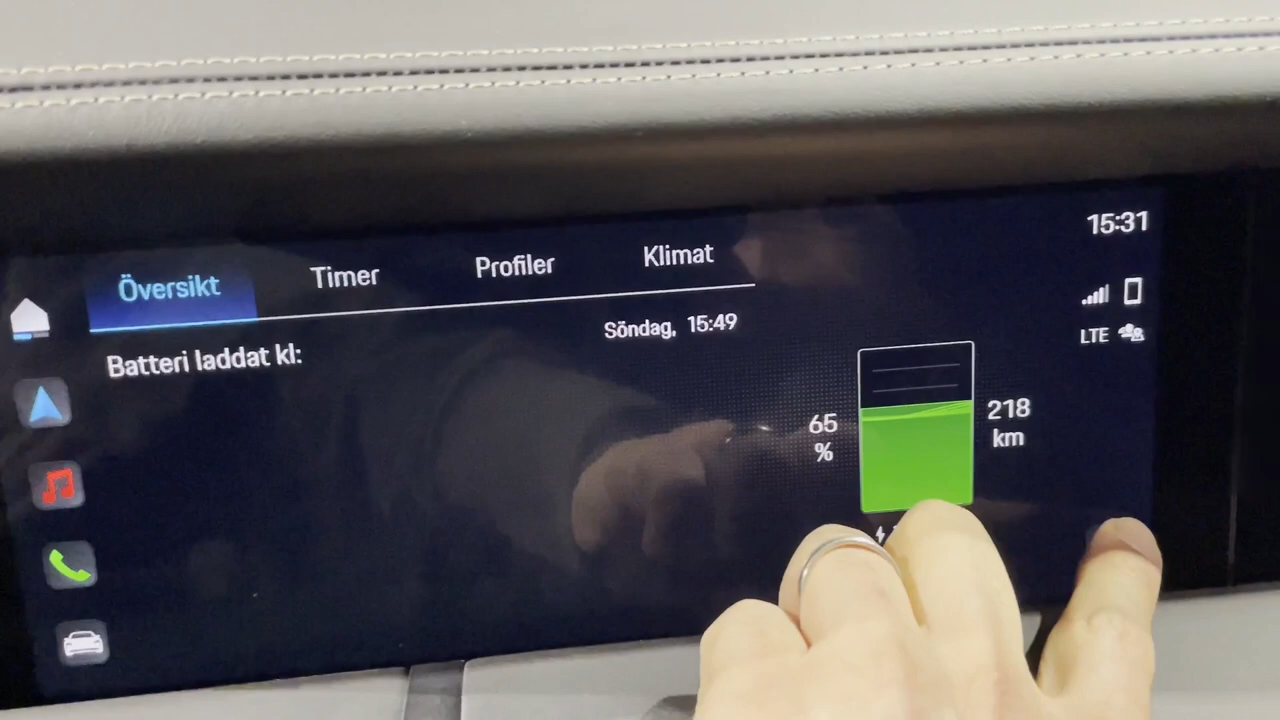 15:31
Översikt Timer Profiler Klimat
Söndag, 15:49
Batteri laddat kl:
LTE
65
%
218
km